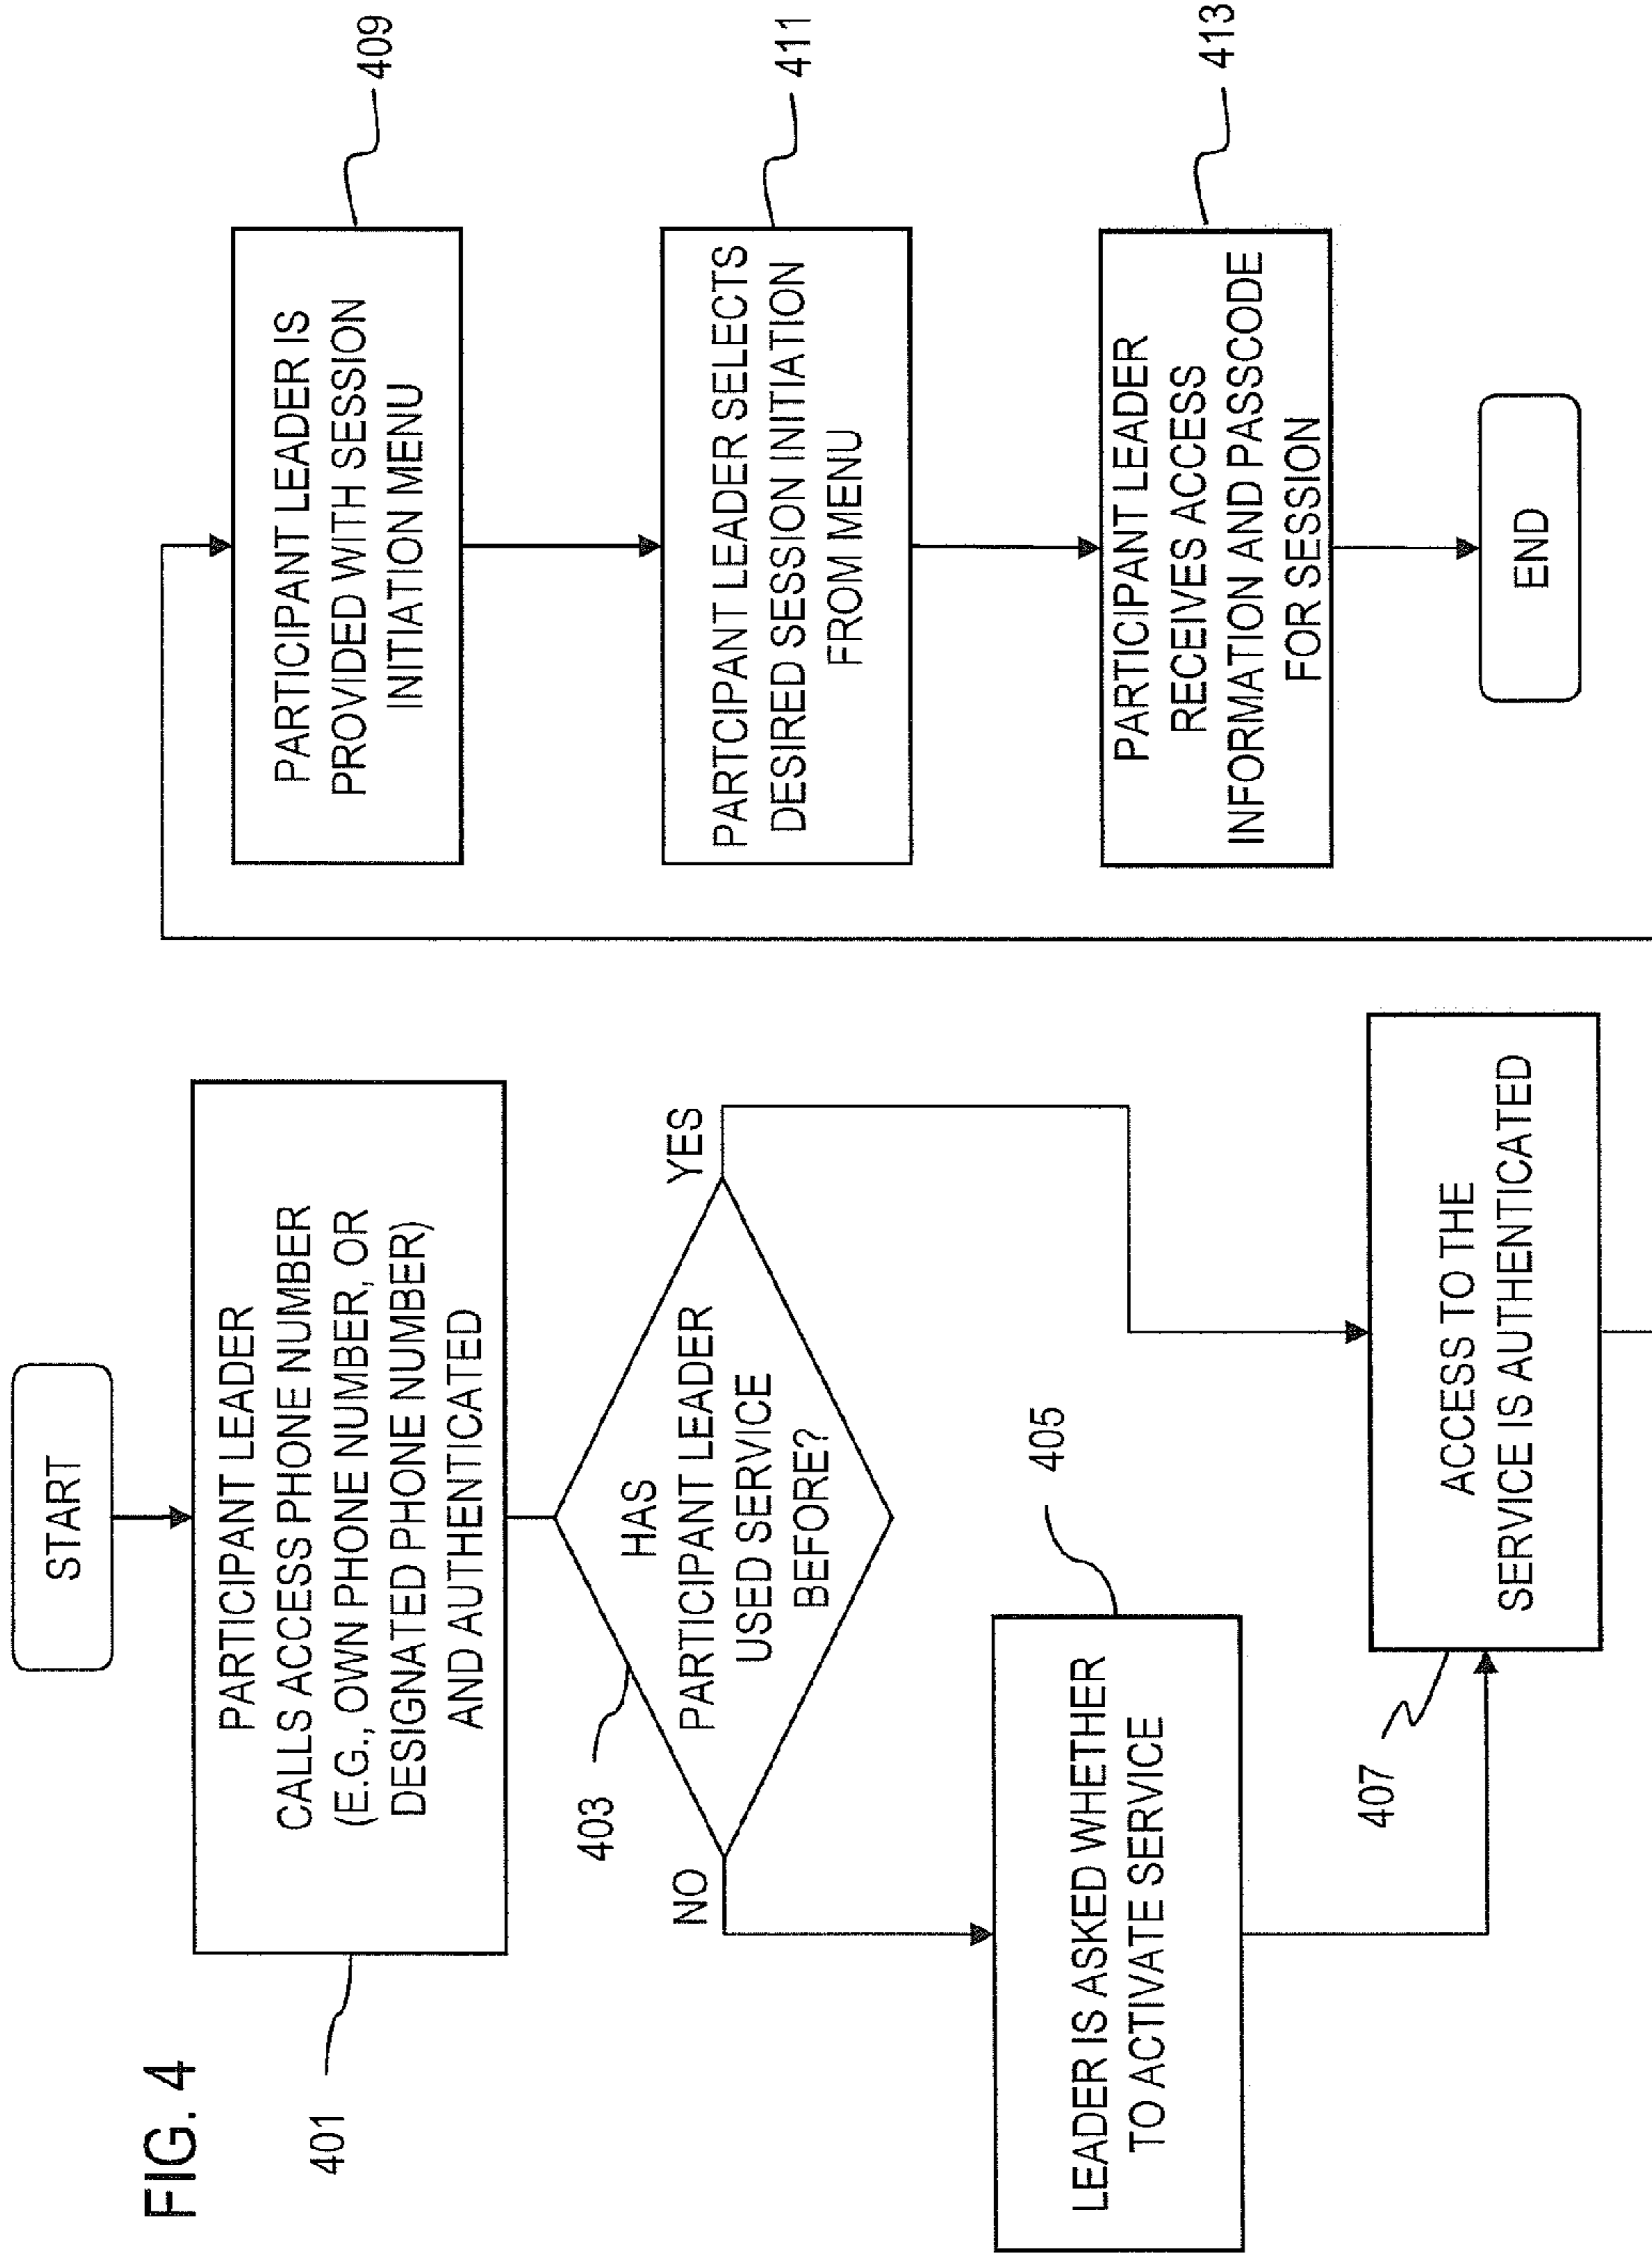 FIG. 4
START
PARTICIPANT LEADER
CALLS ACCESS PHONE NUMBER
(E.G., OWN PHONE NUMBER, OR
DESIGNATED PHONE NUMBER)
AND AUTHENTICATED
401
HAS
PARTICIPANT LEADER
USED SERVICE
BEFORE?
403
NO
YES
LEADER IS ASKED WHETHER
TO ACTIVATE SERVICE
405
ACCESS TO THE
SERVICE IS AUTHENTICATED
407
PARTICIPANT LEADER IS
PROVIDED WITH SESSION
INITIATION MENU
409
PARTCIPANT LEADER SELECTS
DESIRED SESSION INITIATION
FROM MENU
411
PARTICIPANT LEADER
RECEIVES ACCESS
INFORMATION AND PASSCODE
FOR SESSION
413
END